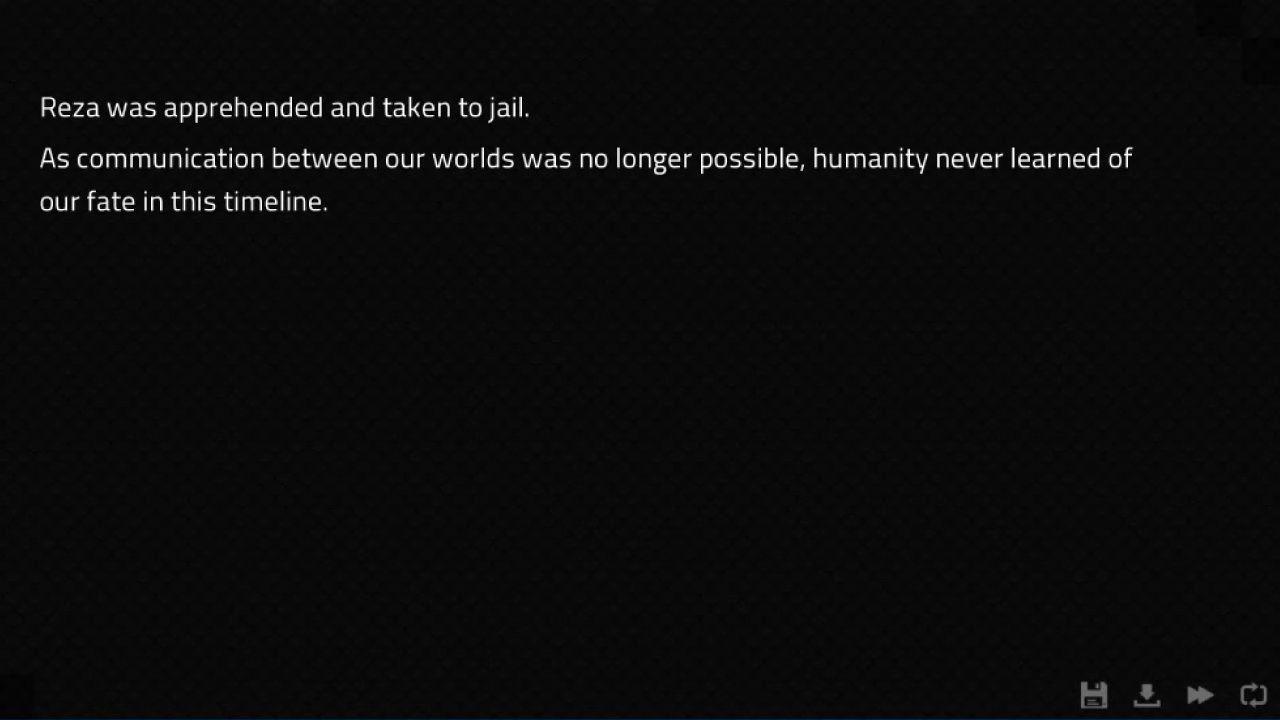 Reza was apprehended and taken to jail.
As communication between our worlds was no longer possible, humanity never learned of
our fate in this timeline.